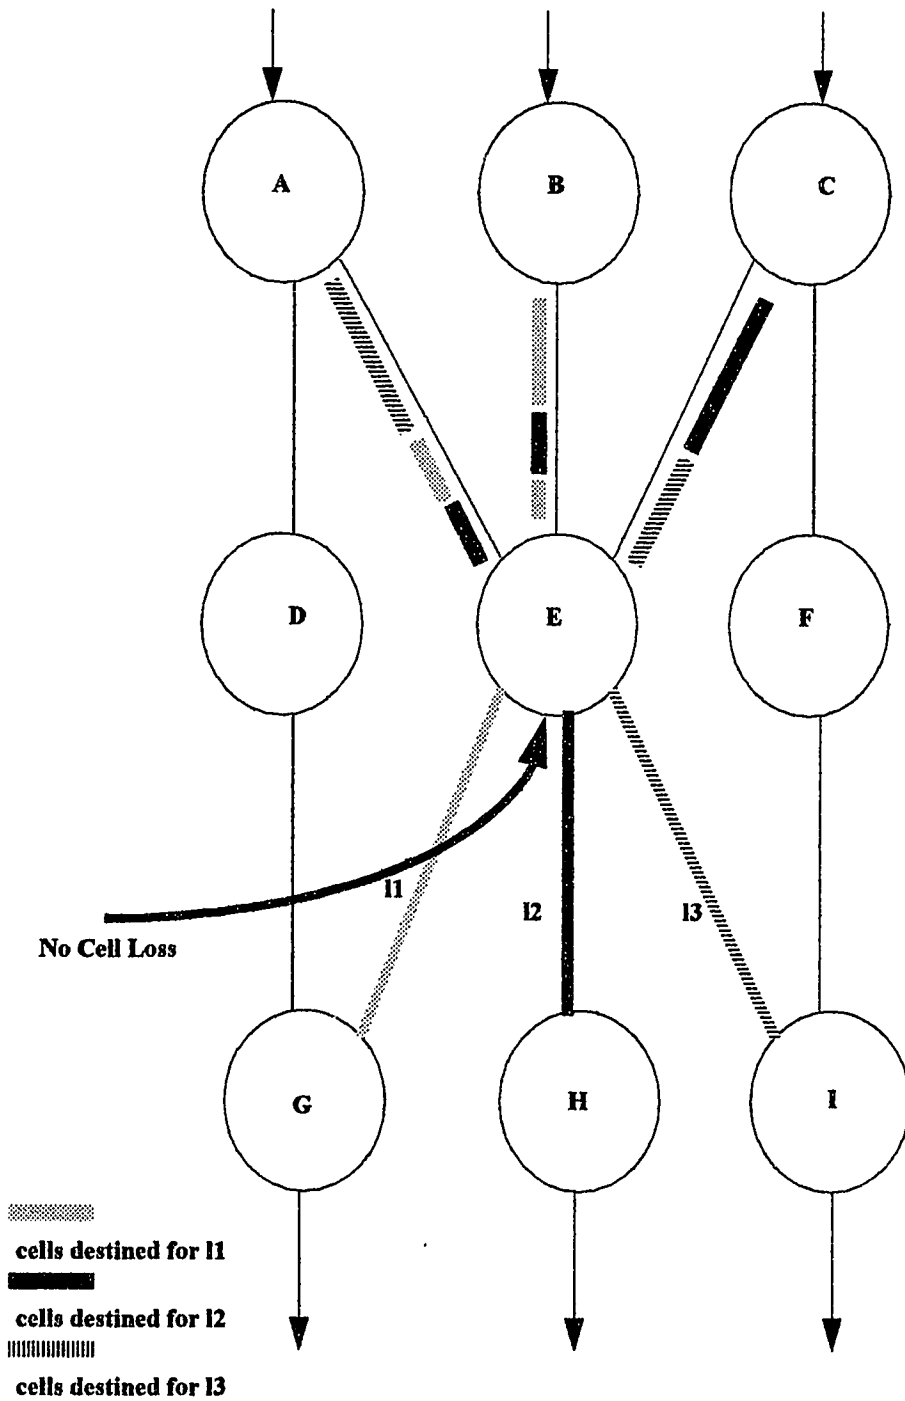 A
B
C
D
E
F
l1
l2
l3
No Cell Loss
G
H
I
cells destined for l1
cells destined for l2
cells destined for l3